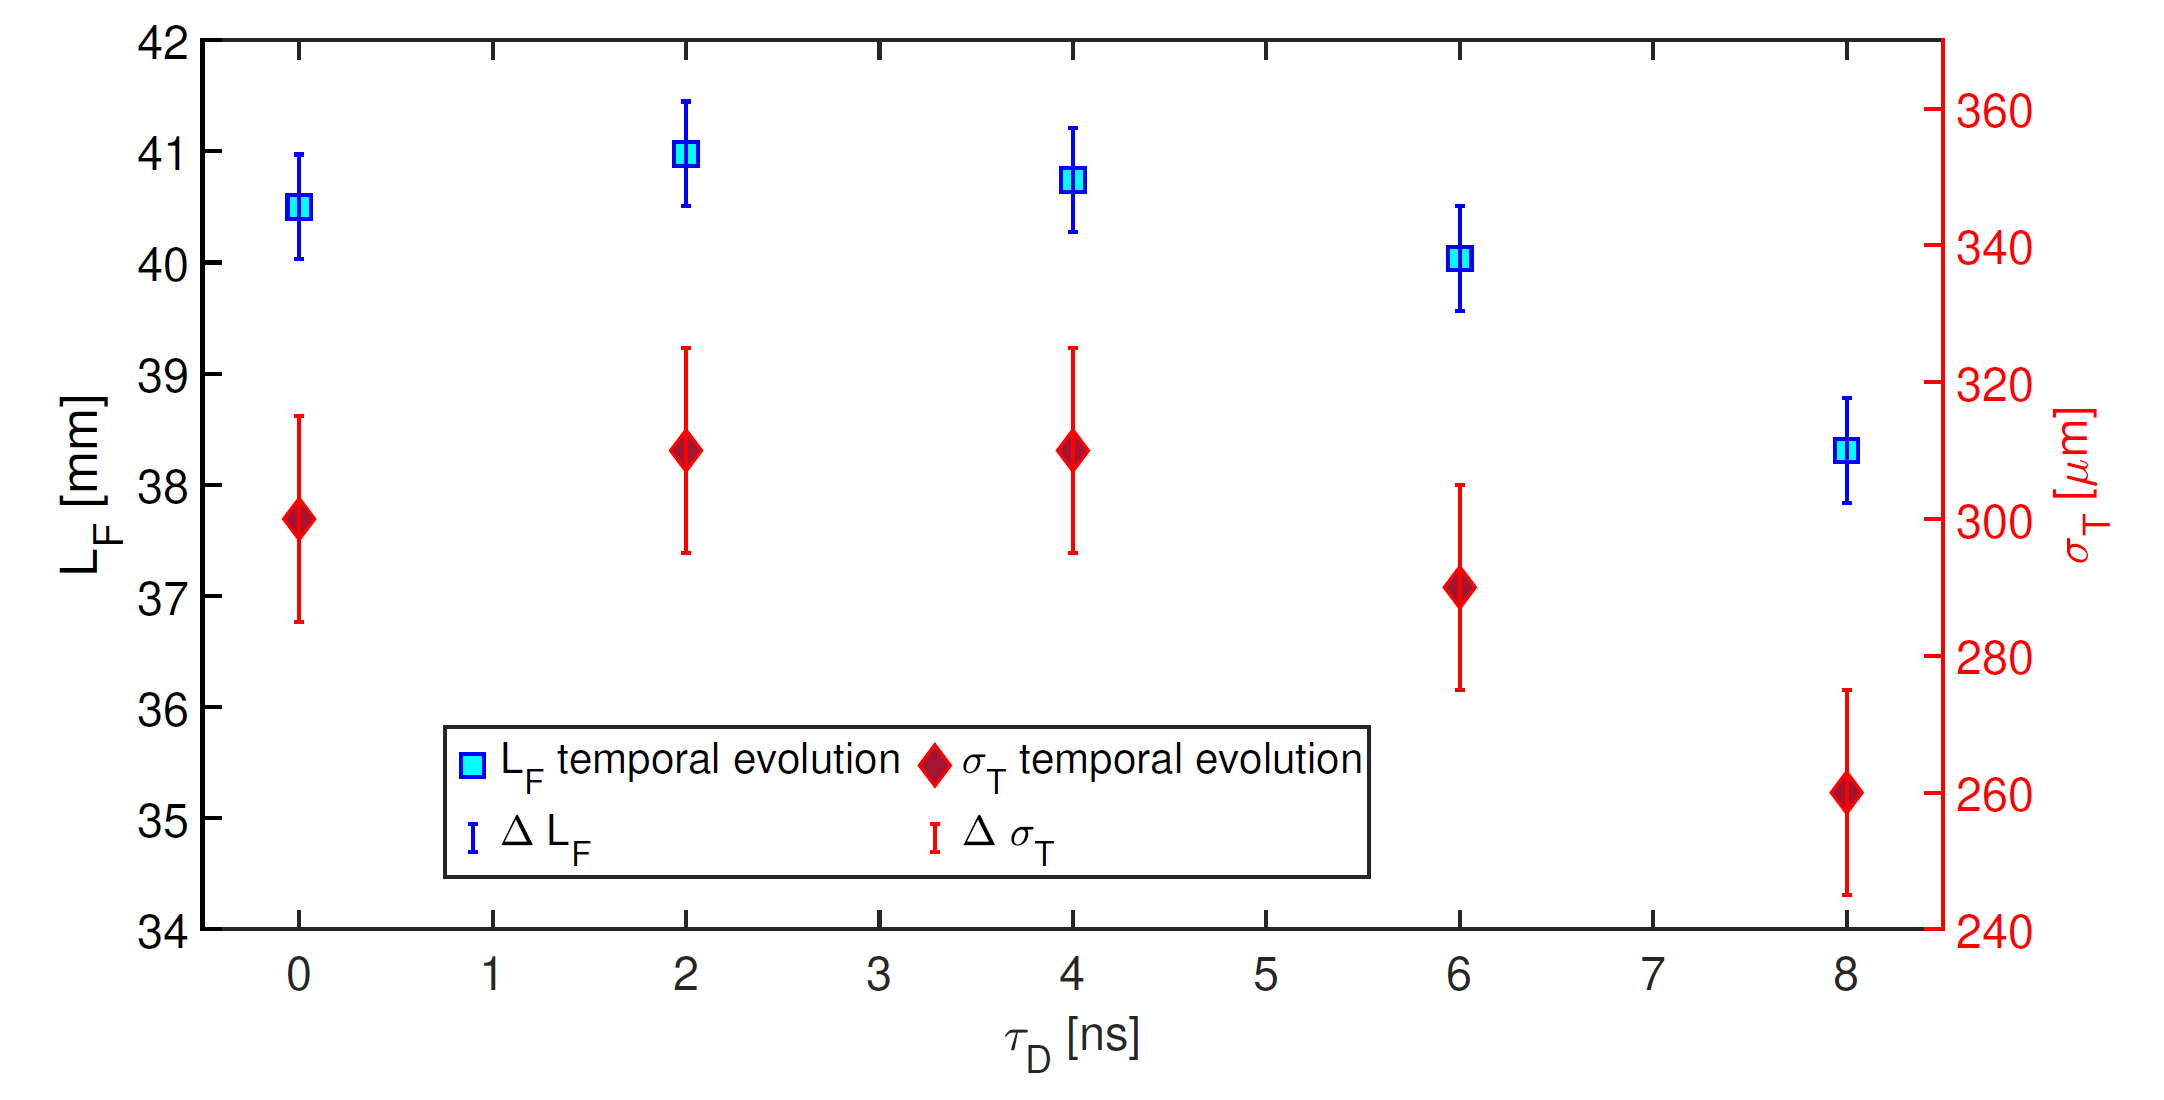 42
41
40
39
38
37
36
35
34
L_F [mm]
360
340
320
300
280
260
240
σ_T [μm]
L_F temporal evolution σ_T temporal evolution
Δ L_F Δ σ_T
0 1 2 3 4 5 6 7 8
τ_D [ns]